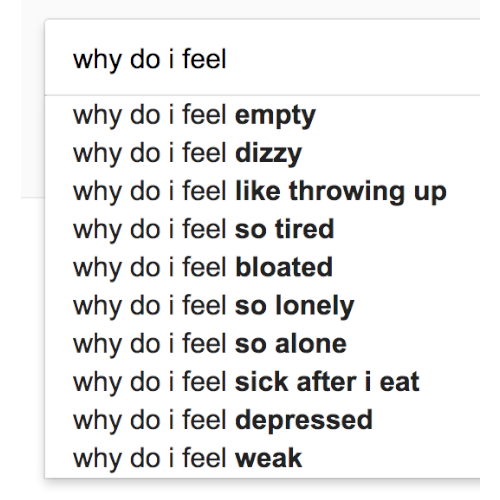 why do i feel
why do i feel empty
why do i feel dizzy
why do i feel like throwing up
why do i feel so tired
why do i feel bloated
why do i feel so lonely
why do i feel so alone
why do i feel sick after i eat
why do i feel depressed
why do i feel weak